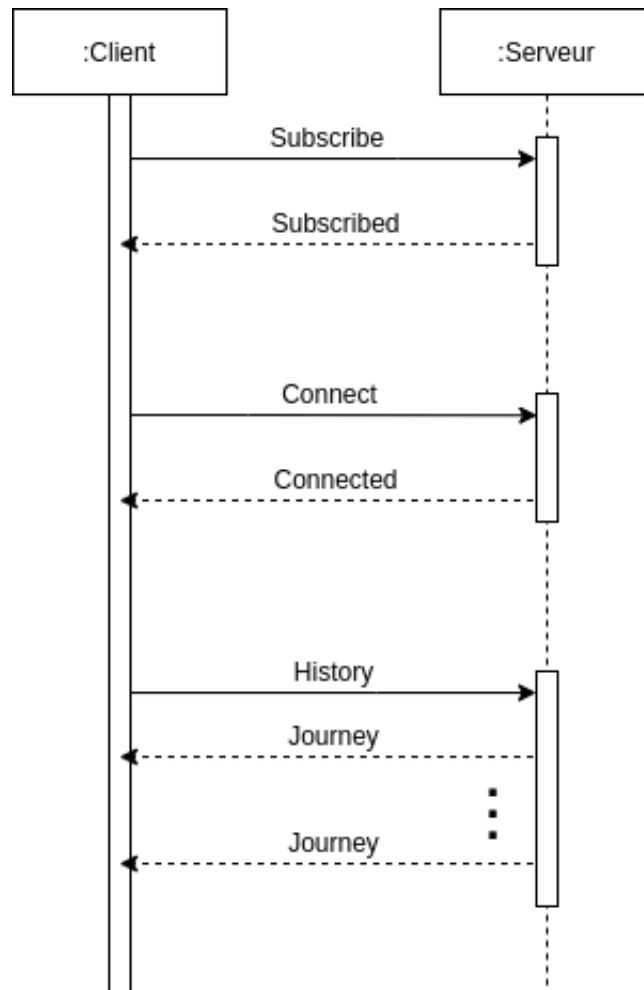 :Client
:Serveur
Subscribe
Subscribed
Connect
Connected
History
Journey
Journey